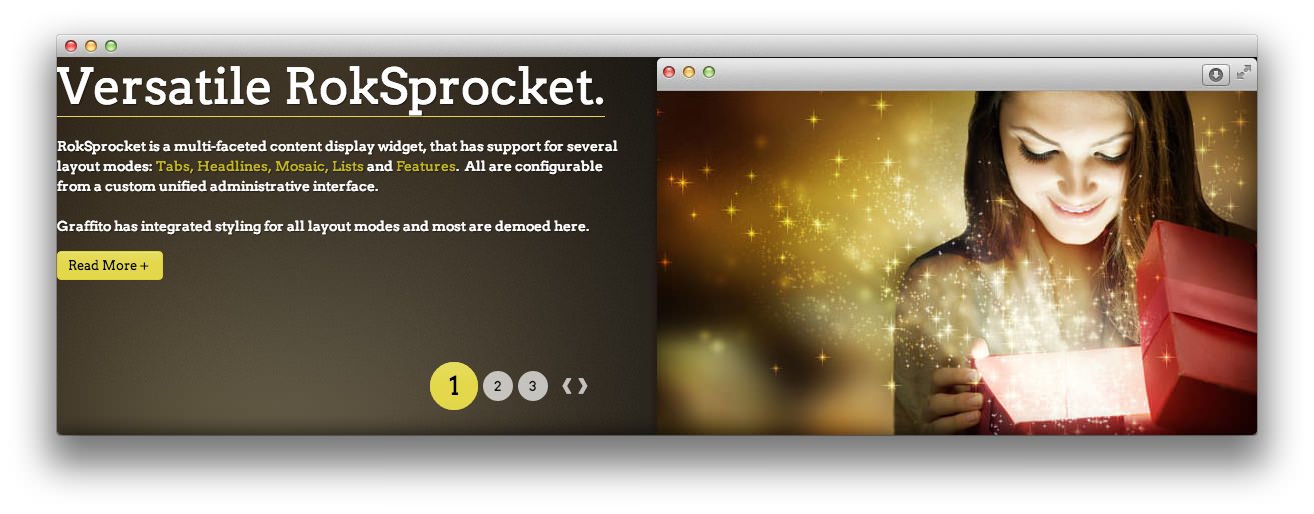 Versatile RokSprocket.
RokSprocket is a multi-faceted content display widget, that has support for several
layout modes: Tabs, Headlines, Mosaic, Lists and Features.  All are configurable
from a custom unified administrative interface.
Graffito has integrated styling for all layout modes and most are demoed here.
Read More +
1 2 3 ❰ ❱